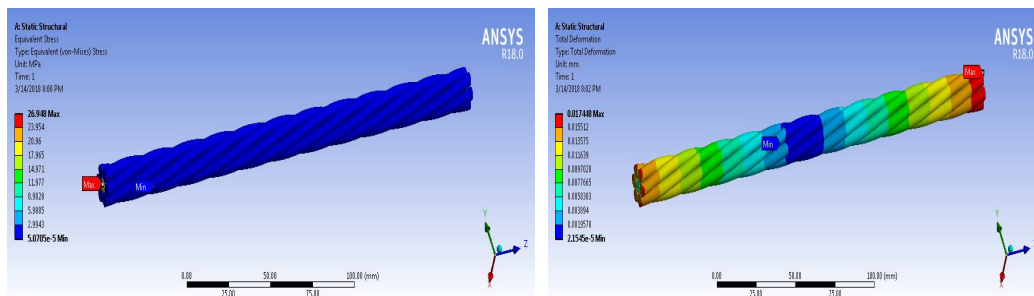 A: Static Structural
Equivalent Stress
Type: Equivalent (von-Mises) Stress
Unit: MPa
Time: 1
3/14/2018 8:00 PM
26.948 Max
23.954
20.96
17.965
14.971
11.977
8.9828
5.9885
2.9943
5.0705e-5 Min
ANSYS
R18.0
Max
Min
Y
Z
X
0.00 50.00 100.00 (mm)
25.00 75.00
A: Static Structural
Total Deformation
Type: Total Deformation
Unit: mm
Time: 1
3/14/2018 8:02 PM
0.017448 Max
0.015512
0.013575
0.011639
0.0097028
0.0077665
0.0058303
0.003894
0.0019578
2.1545e-5 Min
ANSYS
R18.0
Max
Min
Y
Z
X
0.00 50.00 100.00 (mm)
25.00 75.00